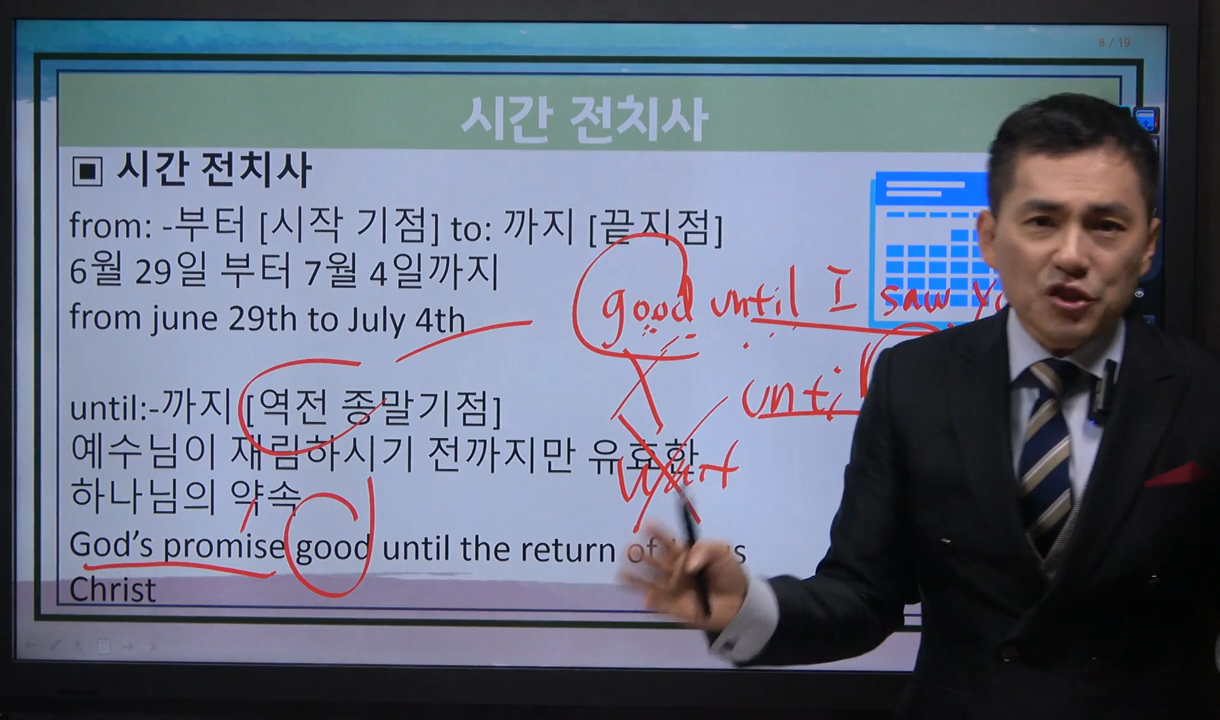 8 / 19
시간 전치사
▣ 시간 전치사
from: -부터 [시작 기점] to: 까지 [끝지점]
6월 29일 부터 7월 4일까지
from june 29th to July 4th
good until I saw
until:-까지 [역전 종말기점]
until
예수님이 재림하시기 전까지만 유효한
하나님의 약속
God's promise good until the return of
Christ